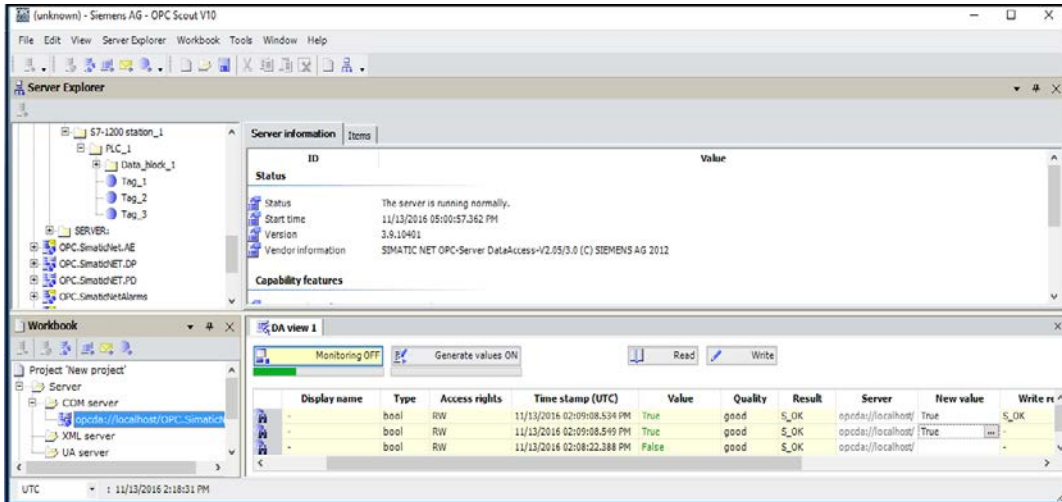 (unknown) - Siemens AG - OPC Scout V10
File Edit View Server Explorer Workbook Tools Window Help
Server Explorer
S7-1200 station_1
PLC_1
Data_block_1
Tag_1
Tag_2
Tag_3
SERVER:
OPC.SimaticNet.AE
OPC.SimaticNET.DP
OPC.SimaticNET.PD
OPC.SimaticNetAlarms
Server information Items
ID Value
Status
Status The server is running normally.
Start time 11/13/2016 05:00:57.362 PM
Version 3.9.10401
Vendor information SIMATIC NET OPC-Server DataAccess-V2.05/3.0 (C) SIEMENS AG 2012
Capability features
Workbook
Project 'New project'
Server
COM server
opcda://localhost/OPC.SimaticN
XML server
UA server
DA view 1
Monitoring OFF Generate values ON Read Write
Display name Type Access rights Time stamp (UTC) Value Quality Result Server New value Write re
- bool RW 11/13/2016 02:09:08.534 PM True good S_OK opcda://localhost/ True S_OK
- bool RW 11/13/2016 02:09:08.549 PM True good S_OK opcda://localhost/ True ... -
- bool RW 11/13/2016 02:08:22.388 PM False good S_OK opcda://localhost/ -
UTC : 11/13/2016 2:18:31 PM